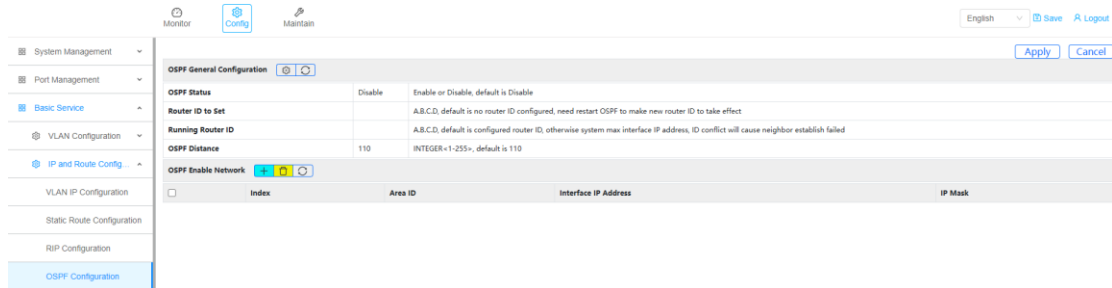 Monitor Config Maintain English Save Logout
System Management
Apply Cancel
OSPF General Configuration
Port Management
OSPF Status Disable Enable or Disable, default is Disable
Basic Service
Router ID to Set A.B.C.D, default is no router ID configured, need restart OSPF to make new router ID to take effect
Running Router ID A.B.C.D, default is configured router ID, otherwise system max interface IP address, ID conflict will cause neighbor establish failed
VLAN Configuration
OSPF Distance 110 INTEGER<1-255>, default is 110
IP and Route Config...
OSPF Enable Network
VLAN IP Configuration
Index Area ID Interface IP Address IP Mask
Static Route Configuration
RIP Configuration
OSPF Configuration